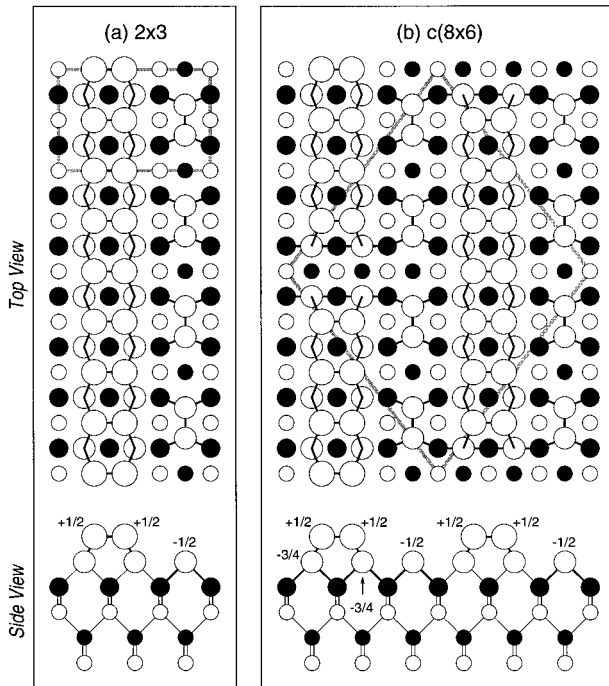 (a) 2x3
(b) c(8x6)
Top View
Side View
+1/2
+1/2
-1/2
+1/2
+1/2
-3/4
-3/4
-1/2
+1/2
+1/2
-1/2